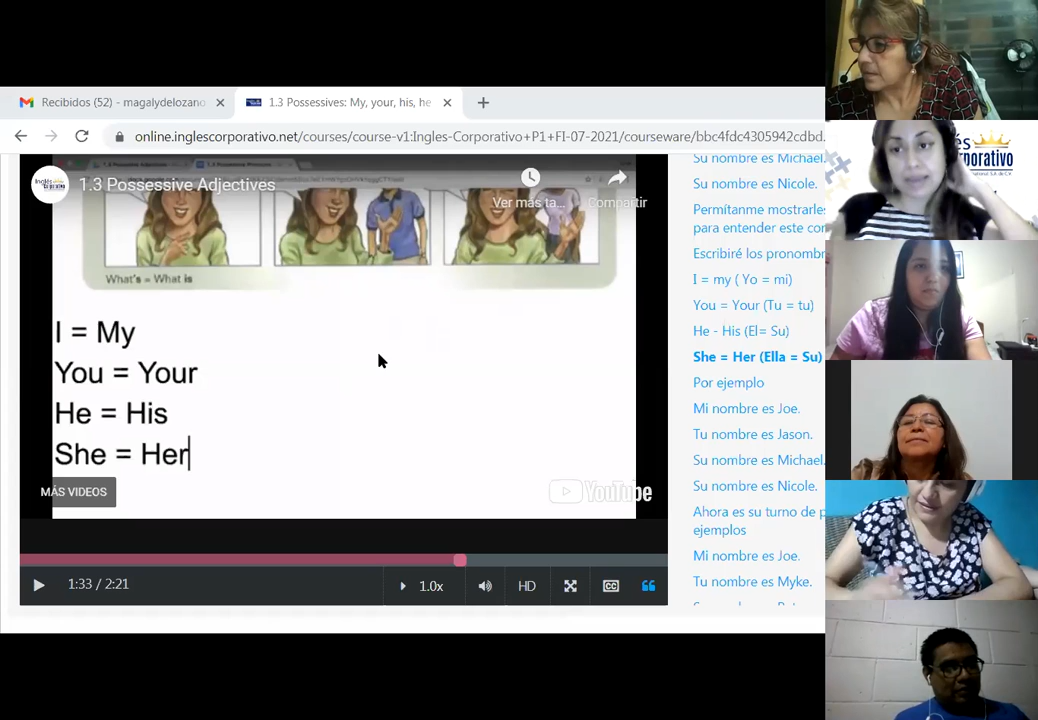 Recibidos (52) - magalydelozano
1.3 Possessives: My, your, his, he
online.inglescorporativo.net/courses/course-v1:Ingles-Corporativo+P1+FI-07-2021/courseware/bbc4fdc4305942cdbd.
1.3 Possessive Adjectives
Ver más ta...
Compartir
What's = What is
I = My
You = Your
He = His
She = Her
MÁS VIDEOS
YouTube
1:33 / 2:21
1.0x
HD
CC
Su nombre es Michael.
Su nombre es Nicole.
Permítanme mostrarles
para entender este con
Escribiré los pronombr
I = my ( Yo = mi)
You = Your (Tu = tu)
He - His (El= Su)
She = Her (Ella = Su)
Por ejemplo
Mi nombre es Joe.
Tu nombre es Jason.
Su nombre es Michael.
Su nombre es Nicole.
Ahora es su turno de p
ejemplos
Mi nombre es Joe.
Tu nombre es Myke.